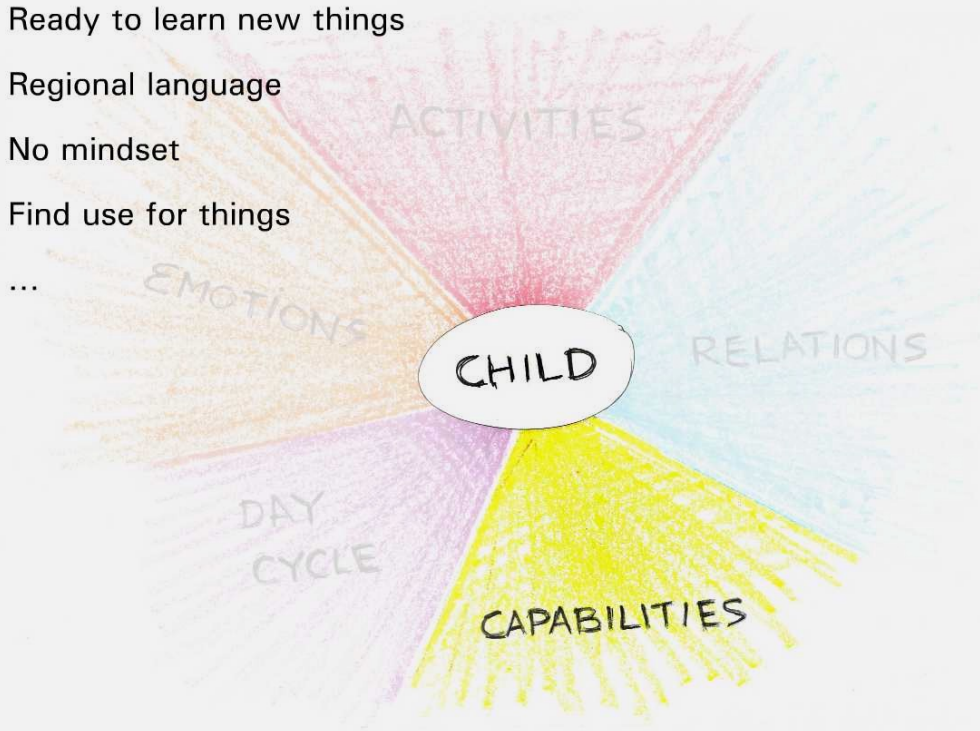 Ready to learn new things
Regional language
No mindset
Find use for things
...
ACTIVITIES
EMOTIONS
CHILD
RELATIONS
DAY
CYCLE
CAPABILITIES